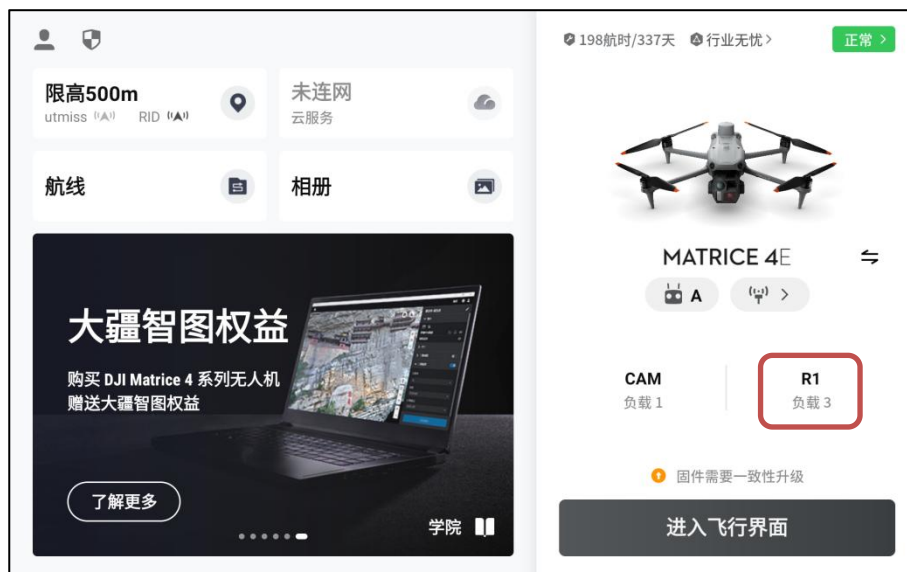 198航时/337天 行业无忧 >
正常 >
限高500m
utmiss RID
未连网
云服务
航线
相册
大疆智图权益
购买 DJI Matrice 4 系列无人机
赠送大疆智图权益
了解更多
学院
MATRICE 4E
A
CAM
负载 1
R1
负载 3
固件需要一致性升级
进入飞行界面